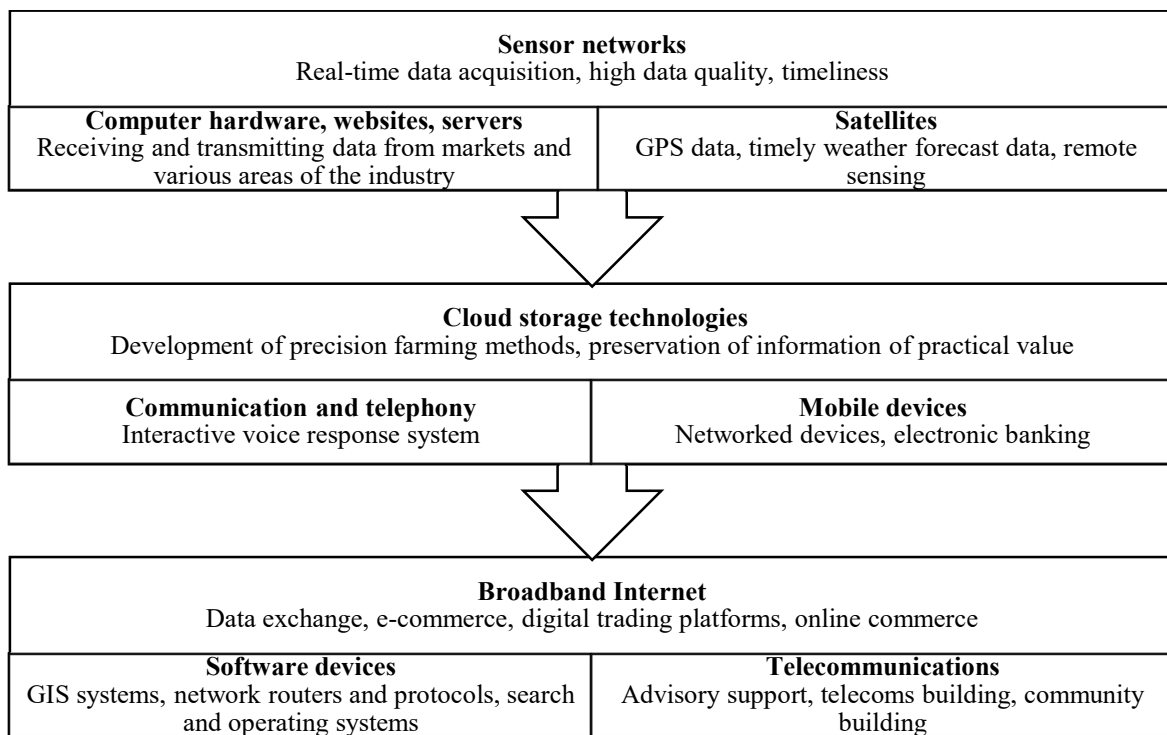 Sensor networks
Real-time data acquisition, high data quality, timeliness
Computer hardware, websites, servers
Receiving and transmitting data from markets and
various areas of the industry
Satellites
GPS data, timely weather forecast data, remote
sensing
Cloud storage technologies
Development of precision farming methods, preservation of information of practical value
Communication and telephony
Interactive voice response system
Mobile devices
Networked devices, electronic banking
Broadband Internet
Data exchange, e-commerce, digital trading platforms, online commerce
Software devices
GIS systems, network routers and protocols, search
and operating systems
Telecommunications
Advisory support, telecoms building, community
building